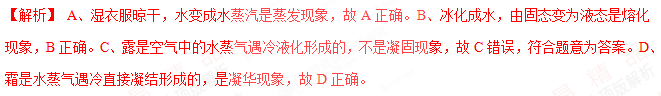 【解析】 A、湿衣服晾干，水变成水蒸汽是蒸发现象，故 A 正确。B、冰化成水，由固态变为液态是熔化
现象，B 正确。C、露是空气中的水蒸气遇冷液化形成的，不是凝固现象，故 C 错误，符合题意为答案。D、
霜是水蒸气遇冷直接凝结形成的，是凝华现象，故 D 正确。